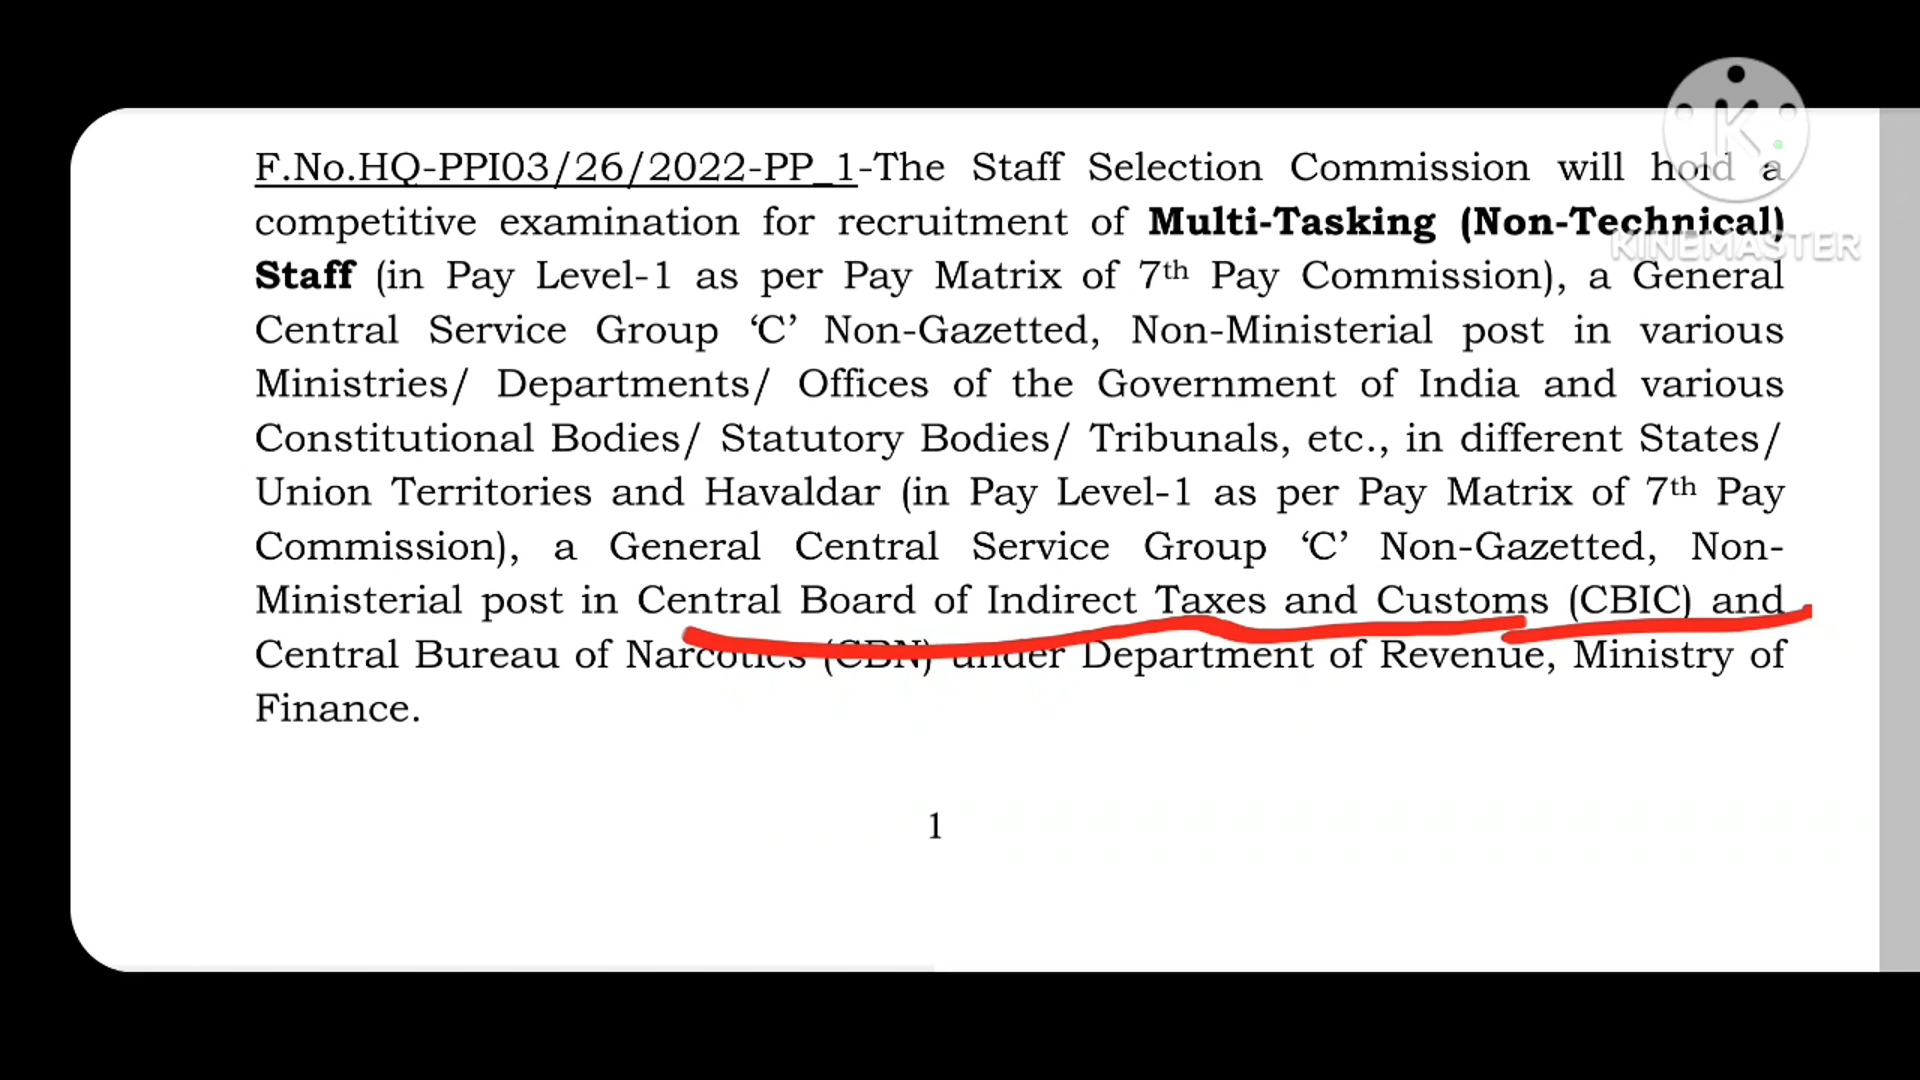 F.No.HQ-PPI03/26/2022-PP_1-The Staff Selection Commission will hold a
competitive examination for recruitment of Multi-Tasking (Non-Technical)
Staff (in Pay Level-1 as per Pay Matrix of 7th Pay Commission), a General
Central Service Group ‘C’ Non-Gazetted, Non-Ministerial post in various
Ministries/ Departments/ Offices of the Government of India and various
Constitutional Bodies/ Statutory Bodies/ Tribunals, etc., in different States/
Union Territories and Havaldar (in Pay Level-1 as per Pay Matrix of 7th Pay
Commission), a General Central Service Group ‘C’ Non-Gazetted, Non-
Ministerial post in Central Board of Indirect Taxes and Customs (CBIC) and
Central Bureau of Narcotics (CBN) under Department of Revenue, Ministry of
Finance.
1
K
KINEMASTER